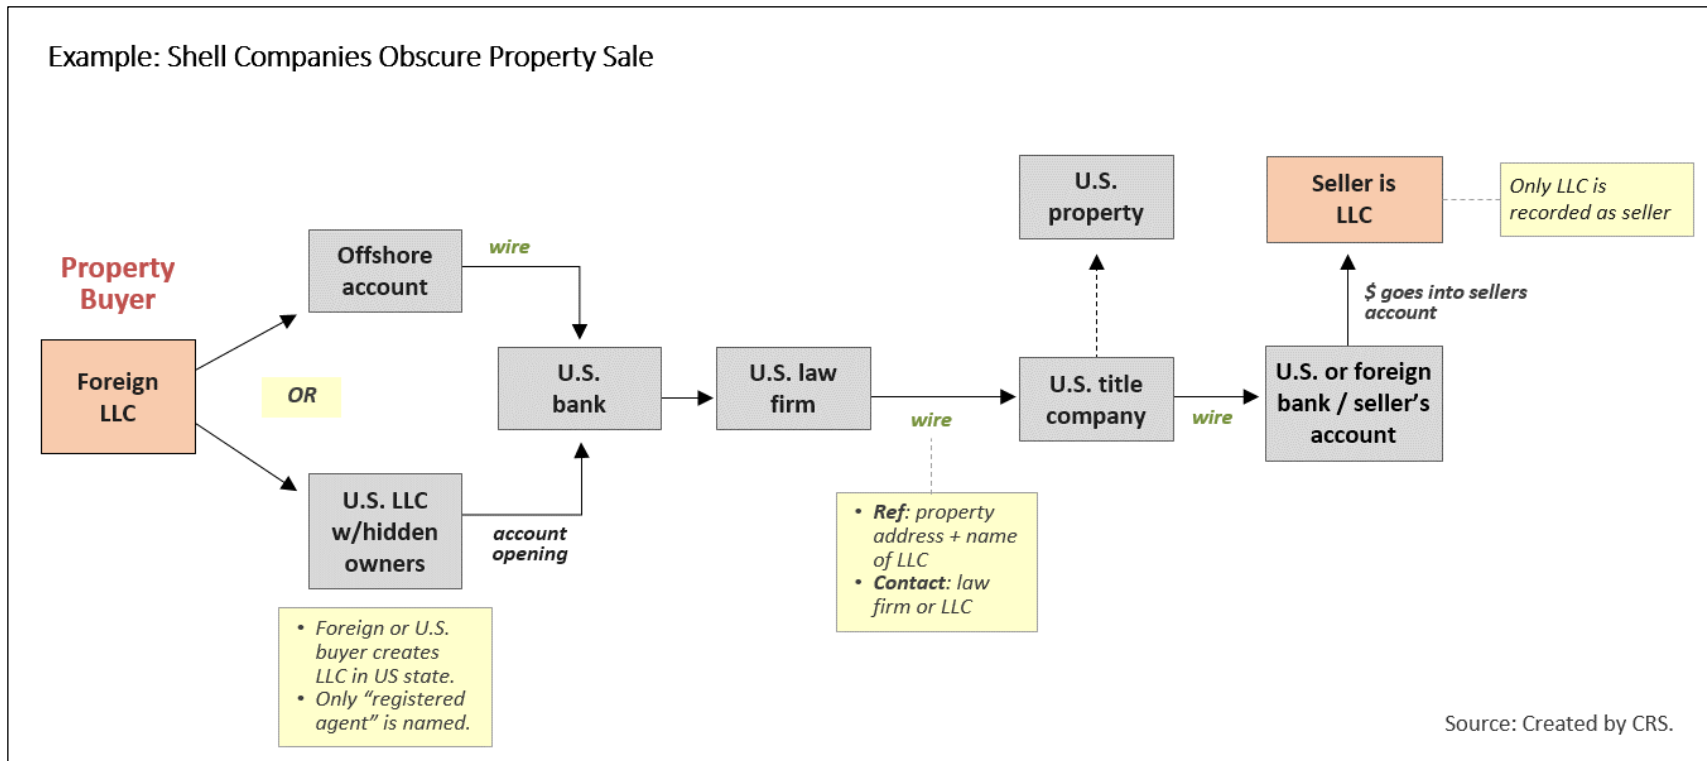 Example: Shell Companies Obscure Property Sale
Property
Buyer
Foreign
LLC
Offshore
account
wire
OR
U.S. LLC
w/hidden
owners
account
opening
• Foreign or U.S.
buyer creates
LLC in US state.
• Only “registered
agent” is named.
U.S.
bank
U.S. law
firm
wire
• Ref: property
address + name
of LLC
• Contact: law
firm or LLC
U.S.
property
U.S. title
company
wire
U.S. or foreign
bank / seller’s
account
$ goes into sellers
account
Seller is
LLC
Only LLC is
recorded as seller
Source: Created by CRS.